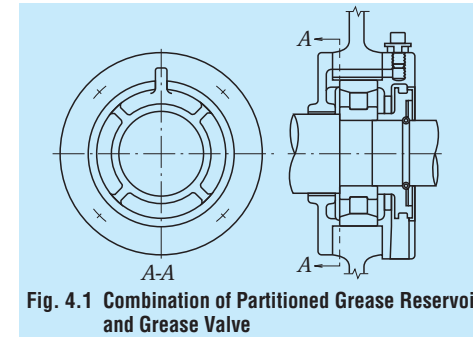 A
A
A-A
Fig. 4.1 Combination of Partitioned Grease Reservoi
and Grease Valve